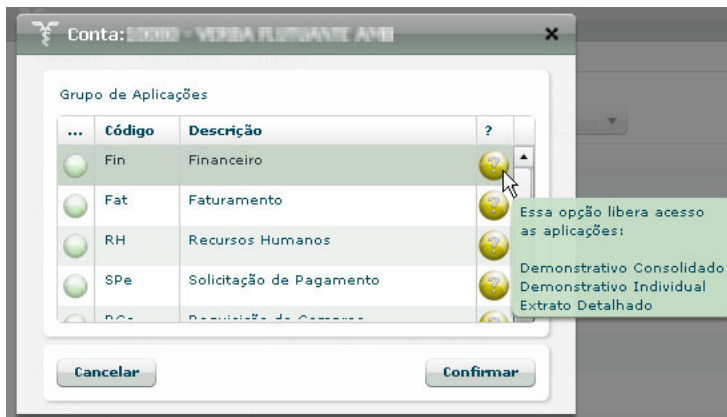 Conta:
Grupo de Aplicações
... Código Descrição ?
Fin Financeiro ?
Fat Faturamento ?
RH Recursos Humanos ?
SPe Solicitação de Pagamento ?
Essa opção libera acesso
as aplicações:
Demonstrativo Consolidado
Demonstrativo Individual
Extrato Detalhado
Cancelar Confirmar